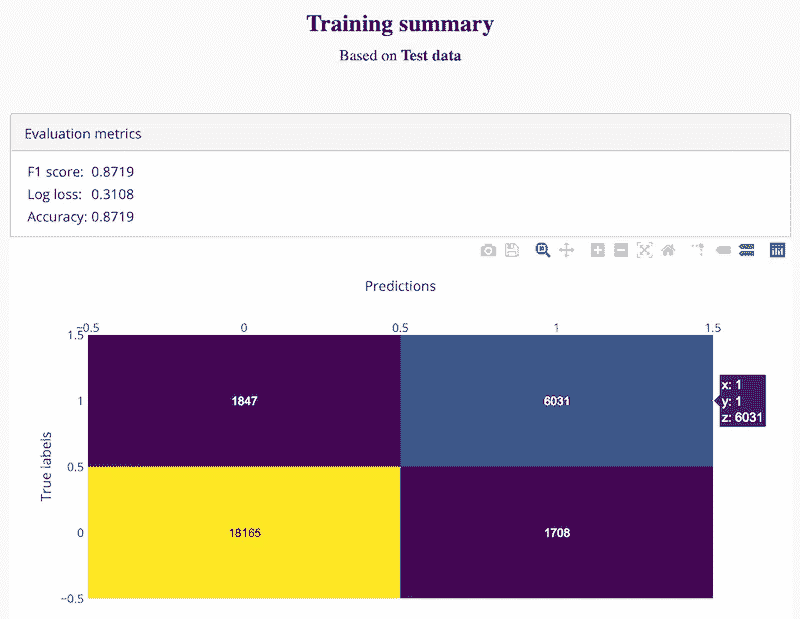 Training summary
Based on Test data
Evaluation metrics
F1 score: 0.8719
Log loss: 0.3108
Accuracy: 0.8719
Predictions
−0.5 0 0.5 1 1.5
1.5
1 1847 6031
x: 1
y: 1
z: 6031
True labels
0.5
0 18165 1708
−0.5